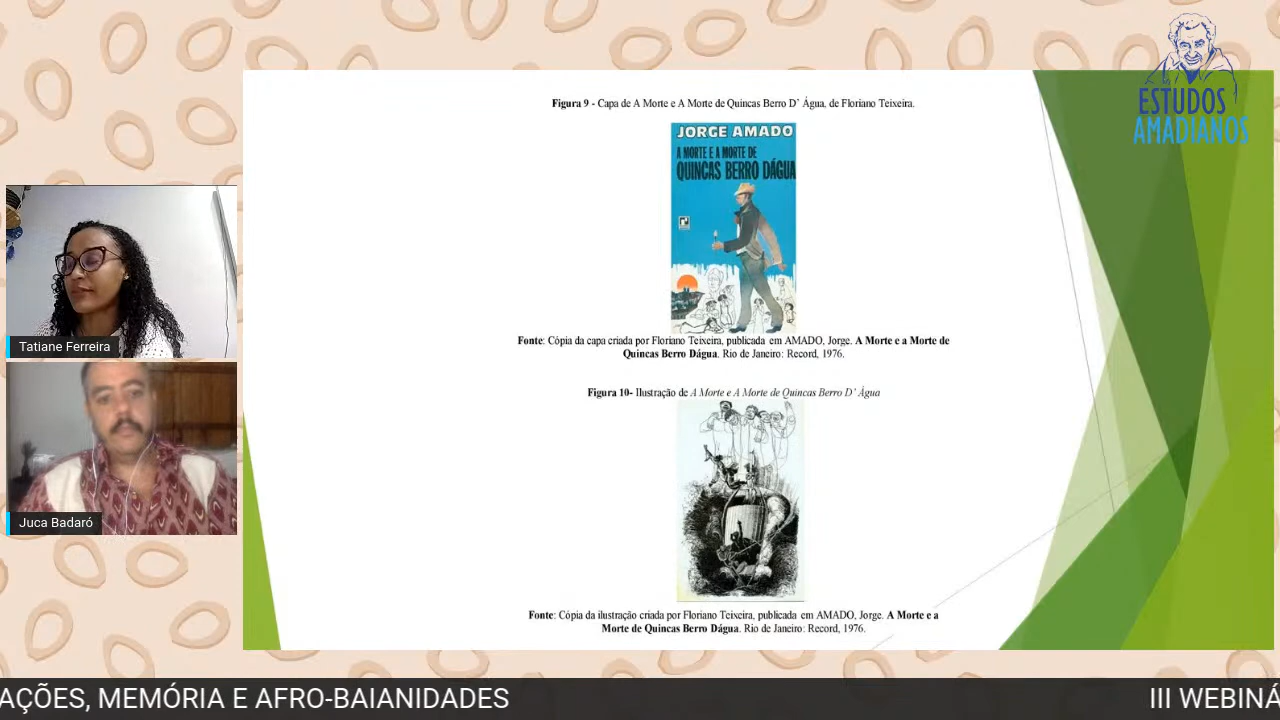 ESTUDOS
AMADIANOS
Figura 9 - Capa de A Morte e A Morte de Quincas Berro D’ Água, de Floriano Teixeira.
JORGE AMADO
A MORTE E A MORTE DE
QUINCAS BERRO DÁGUA
Fonte: Cópia da capa criada por Floriano Teixeira, publicada em AMADO, Jorge. A Morte e a Morte de
Quincas Berro Dágua. Rio de Janeiro: Record, 1976.
Figura 10- Ilustração de A Morte e A Morte de Quincas Berro D’ Água
Fonte: Cópia da ilustração criada por Floriano Teixeira, publicada em AMADO, Jorge. A Morte e a
Morte de Quincas Berro Dágua. Rio de Janeiro: Record, 1976.
Tatiane Ferreira
Juca Badaró
AÇÕES, MEMÓRIA E AFRO-BAIANIDADES
III WEBINÁ